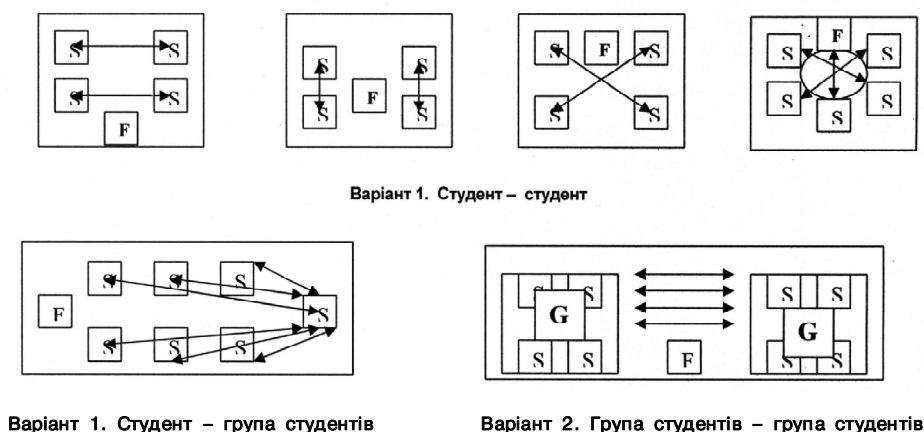 S S S S F
S S S S F
S F S S S
S F S S S S
Варіант 1. Студент – студент
S S S
F S
S S S
S S G S S F S S G S S
Варіант 1. Студент – група студентів
Варіант 2. Група студентів – група студентів